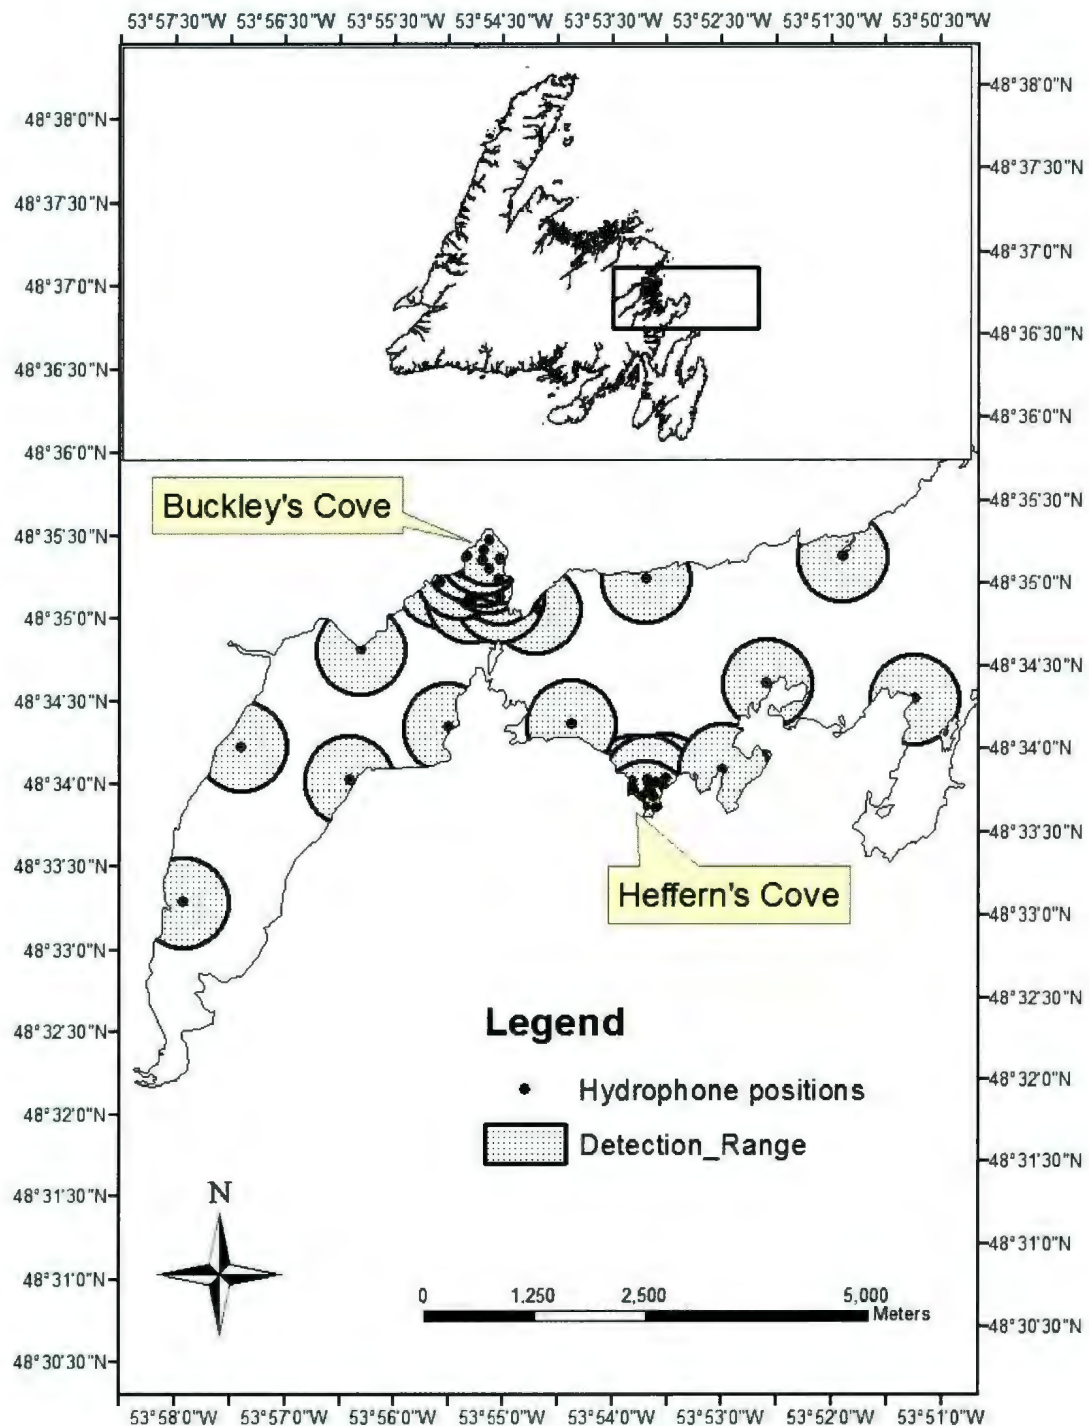 53°57'30"W 53°56'30"W 53°55'30"W 53°54'30"W 53°53'30"W 53°52'30"W 53°51'30"W 53°50'30"W
48°38'0"N
48°37'30"N
48°37'0"N
48°36'30"N
48°36'0"N
48°35'30"N
48°35'0"N
48°34'30"N
48°34'0"N
48°33'30"N
48°33'0"N
48°32'30"N
48°32'0"N
48°31'30"N
48°31'0"N
48°30'30"N
48°38'0"N
48°37'30"N
48°37'0"N
48°36'30"N
48°36'0"N
48°35'30"N
48°35'0"N
48°34'30"N
48°34'0"N
48°33'30"N
48°33'0"N
48°32'30"N
48°32'0"N
48°31'30"N
48°31'0"N
48°30'30"N
Buckley's Cove
Heffern's Cove
Legend
Hydrophone positions
Detection_Range
N
0 1,250 2,500 5,000
Meters
53°58'0"W 53°57'0"W 53°56'0"W 53°55'0"W 53°54'0"W 53°53'0"W 53°52'0"W 53°51'0"W